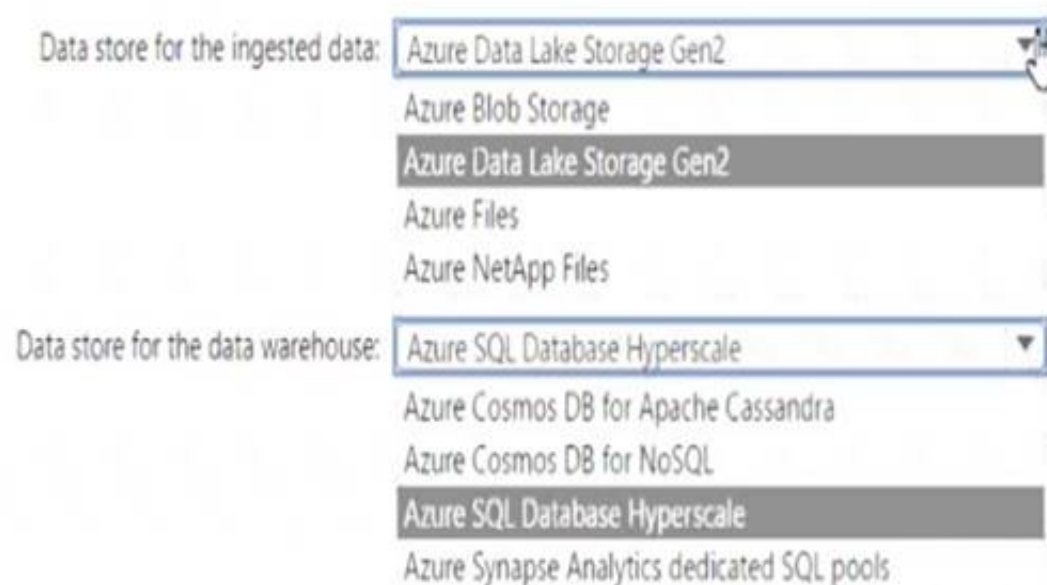 Data store for the ingested data: Azure Data Lake Storage Gen2
Azure Blob Storage
Azure Data Lake Storage Gen2
Azure Files
Azure NetApp Files
Data store for the data warehouse: Azure SQL Database Hyperscale
Azure Cosmos DB for Apache Cassandra
Azure Cosmos DB for NoSQL
Azure SQL Database Hyperscale
Azure Synapse Analytics dedicated SQL pools